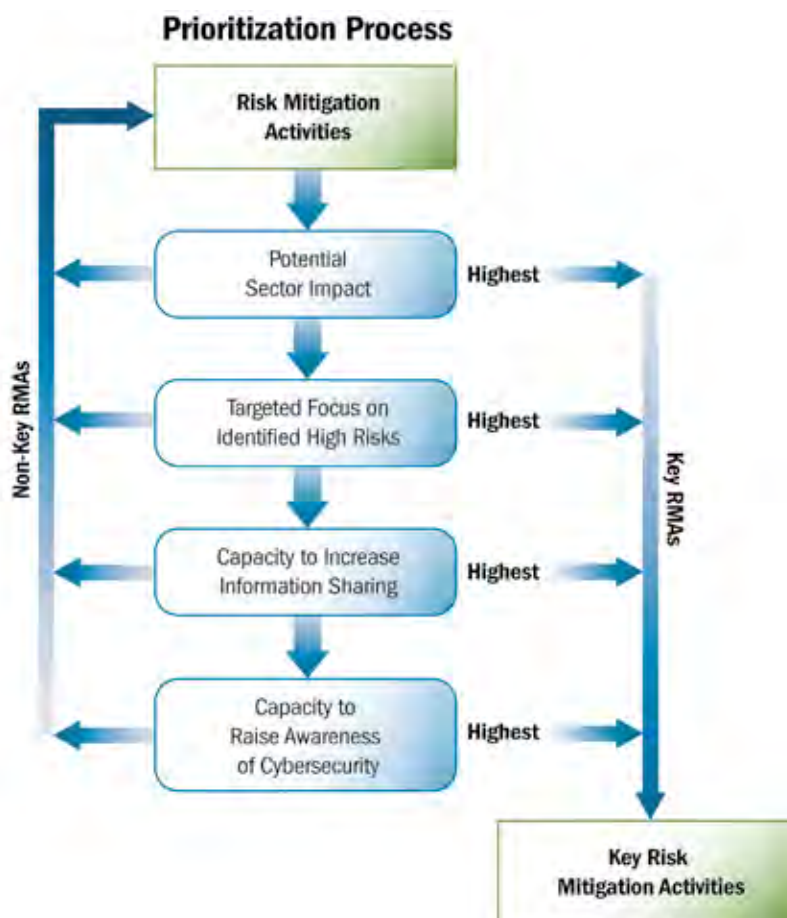 Prioritization Process
Risk Mitigation
Activities
Potential
Sector Impact
Highest
Targeted Focus on
Identified High Risks
Highest
Non-Key RMAs
Key RMAs
Capacity to Increase
Information Sharing
Highest
Capacity to
Raise Awareness
of Cybersecurity
Highest
Key Risk
Mitigation Activities